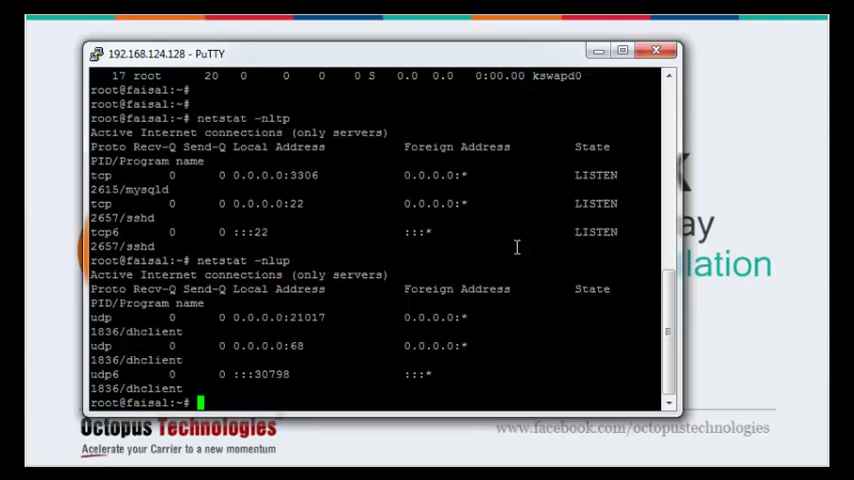 192.168.124.128 - PuTTY
17 root 20 0 0 0 0 S 0.0 0.0 0:00.00 kswapd0
root@faisal:~#
root@faisal:~#
root@faisal:~# netstat -nltp
Active Internet connections (only servers)
Proto Recv-Q Send-Q Local Address Foreign Address State
PID/Program name
tcp 0 0 0.0.0.0:3306 0.0.0.0:* LISTEN
2615/mysqld
tcp 0 0 0.0.0.0:22 0.0.0.0:* LISTEN
2657/sshd
tcp6 0 0 :::22 :::* LISTEN
2657/sshd
root@faisal:~# netstat -nlup
Active Internet connections (only servers)
Proto Recv-Q Send-Q Local Address Foreign Address State
PID/Program name
udp 0 0 0.0.0.0:21017 0.0.0.0:*
1836/dhclient
udp 0 0 0.0.0.0:68 0.0.0.0:*
1836/dhclient
udp6 0 0 :::30798 :::*
1836/dhclient
root@faisal:~#
Octopus Technologies
Acelerate your Carrier to a new momentum
www.facebook.com/octopustechnologies